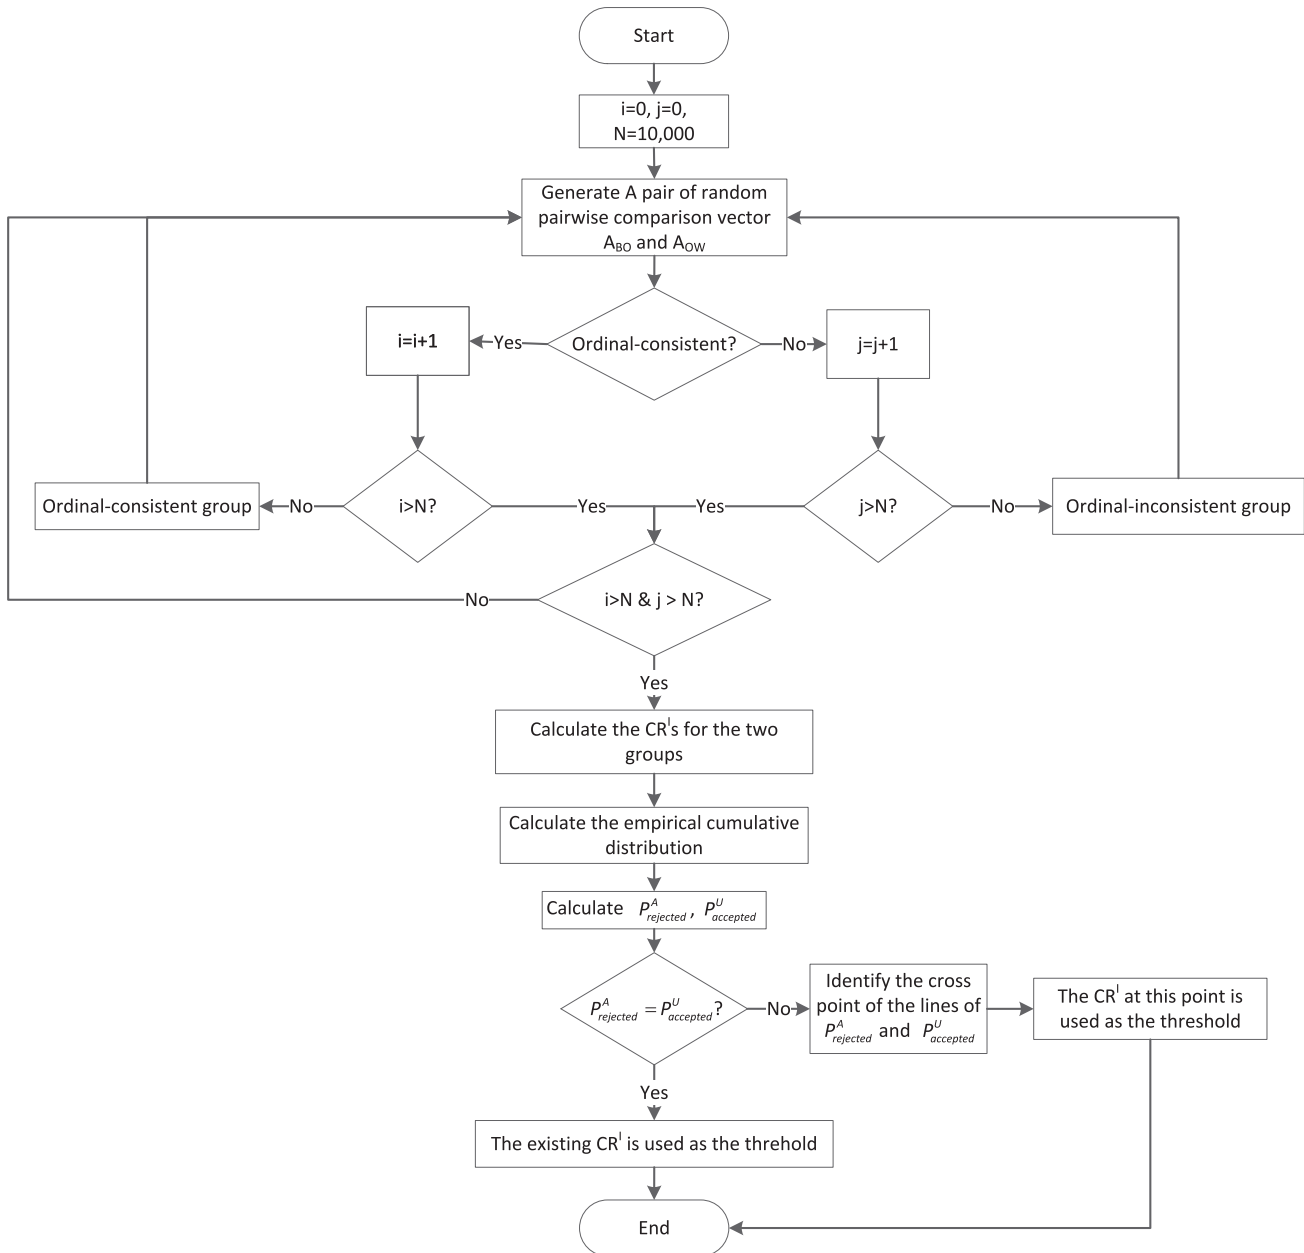 Start
i=0, j=0,
N=10,000
Generate A pair of random
pairwise comparison vector
A_BO and A_OW
Ordinal-consistent?
Yes
No
i=i+1
j=j+1
Ordinal-consistent group
No
i>N?
Yes
Yes
j>N?
No
Ordinal-inconsistent group
i>N & j > N?
No
Yes
Calculate the CR^I s for the two
groups
Calculate the empirical cumulative
distribution
Calculate P^A_rejected , P^U_accepted
P^A_rejected = P^U_accepted ?
No
Identify the cross
point of the lines of
P^A_rejected and P^U_accepted
The CR^I at this point is
used as the threshold
Yes
The existing CR^I is used as the threhold
End